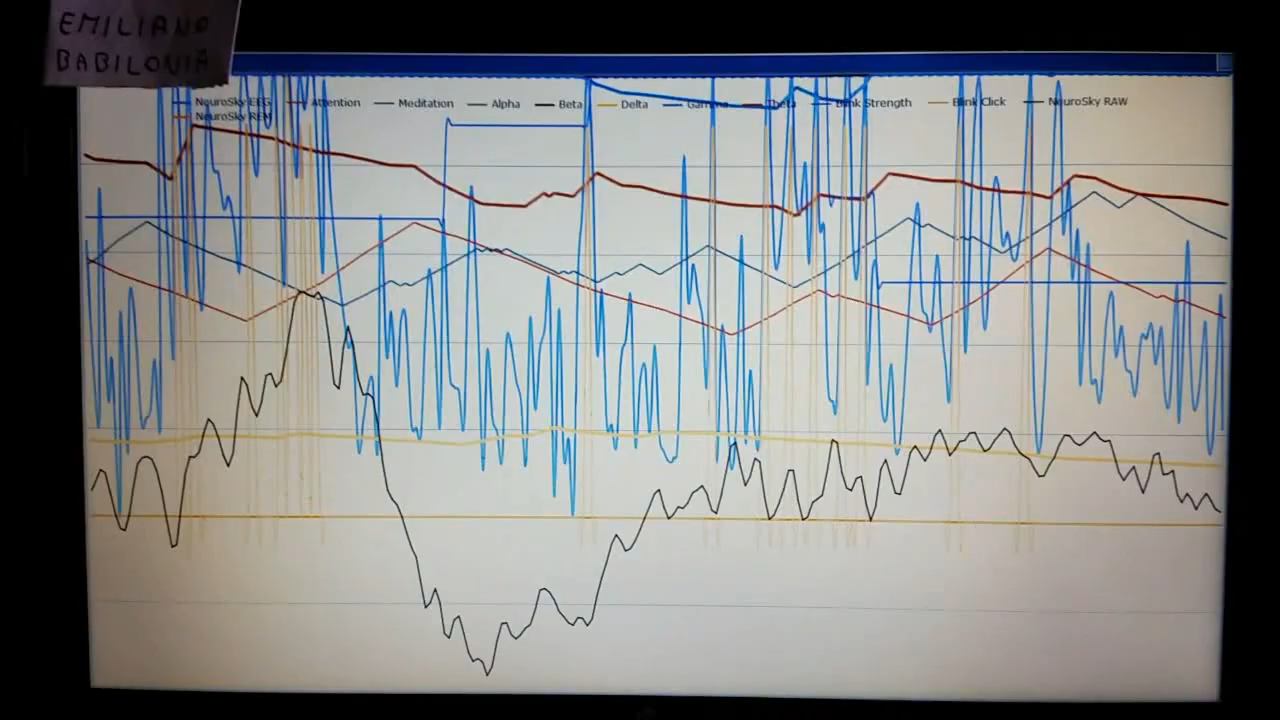 EMILIANO
BABILONIA
NeuroSky EEG Attention Meditation Alpha Beta Delta Gamma Theta Blink Strength Blink Click NeuroSky RAW
NeuroSky REM